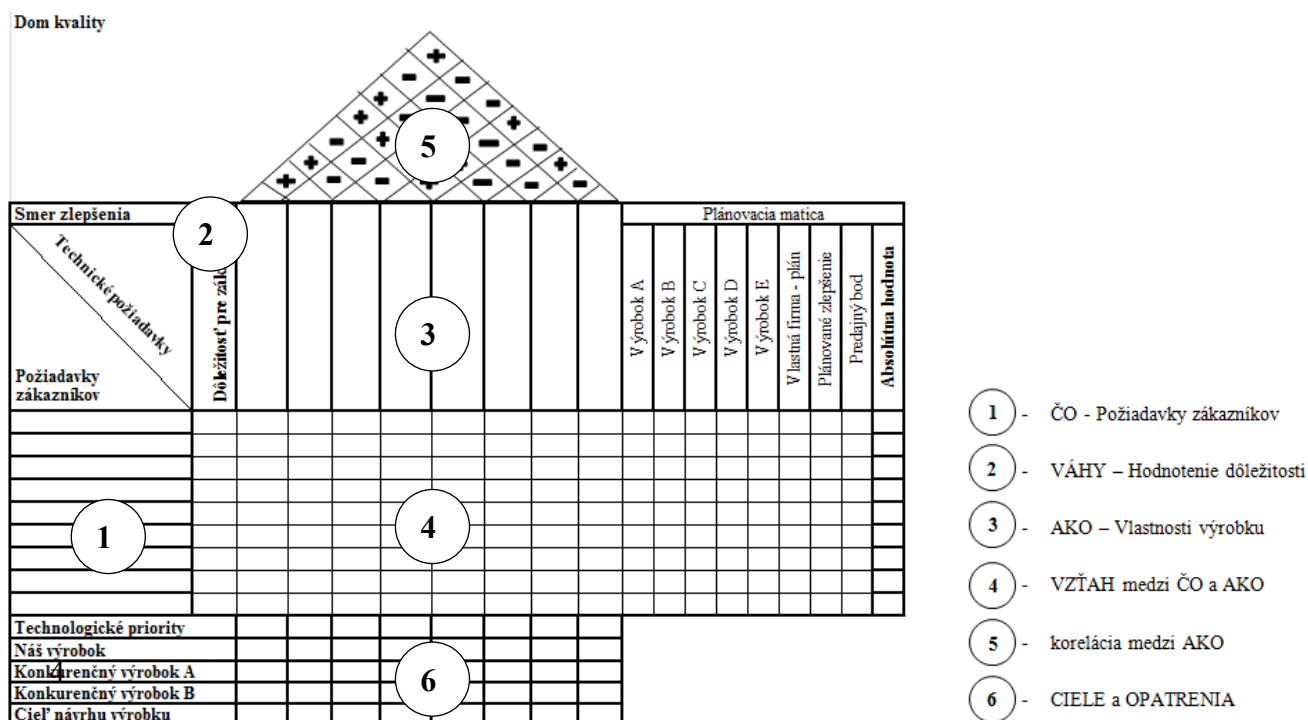 Dom kvality
5
Smer zlepšenia
2
Plánovacia matica
Technické požiadavky
Požiadavky
zákazníkov
Dôležitosť pre zák
3
Výrobok A
Výrobok B
Výrobok C
Výrobok D
Výrobok E
Vlastná firma - plán
Plánované zlepšenie
Predajný bod
Absolútna hodnota
1
4
Technologické priority
Náš výrobok
Konkurenčný výrobok A
4
Konkurenčný výrobok B
Cieľ návrhu výrobku
6
1 - ČO - Požiadavky zákazníkov
2 - VÁHY – Hodnotenie dôležitosti
3 - AKO – Vlastnosti výrobku
4 - VZŤAH medzi ČO a AKO
5 - korelácia medzi AKO
6 - CIELE a OPATRENIA